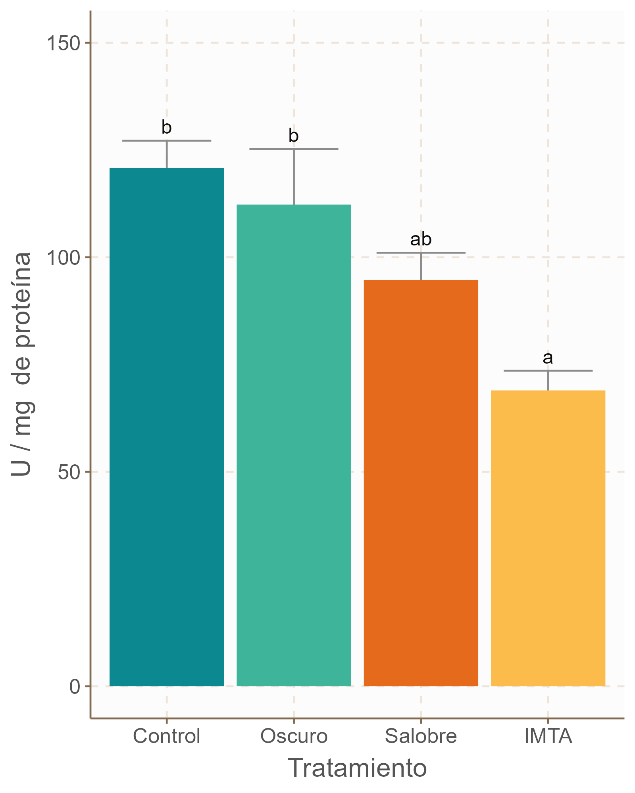 150
100
50
0
U / mg de proteína
b
b
ab
a
Control Oscuro Salobre IMTA
Tratamiento